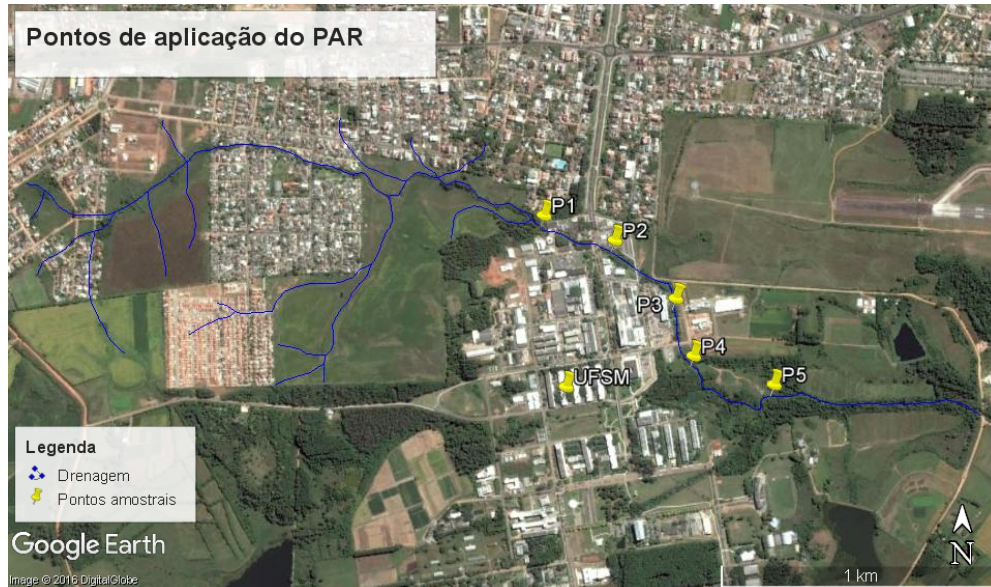 Pontos de aplicação do PAR
P1
P2
P3
P4
P5
UFSM
Legenda
Drenagem
Pontos amostrais
Google Earth
Image © 2016 DigitalGlobe
1 km
N